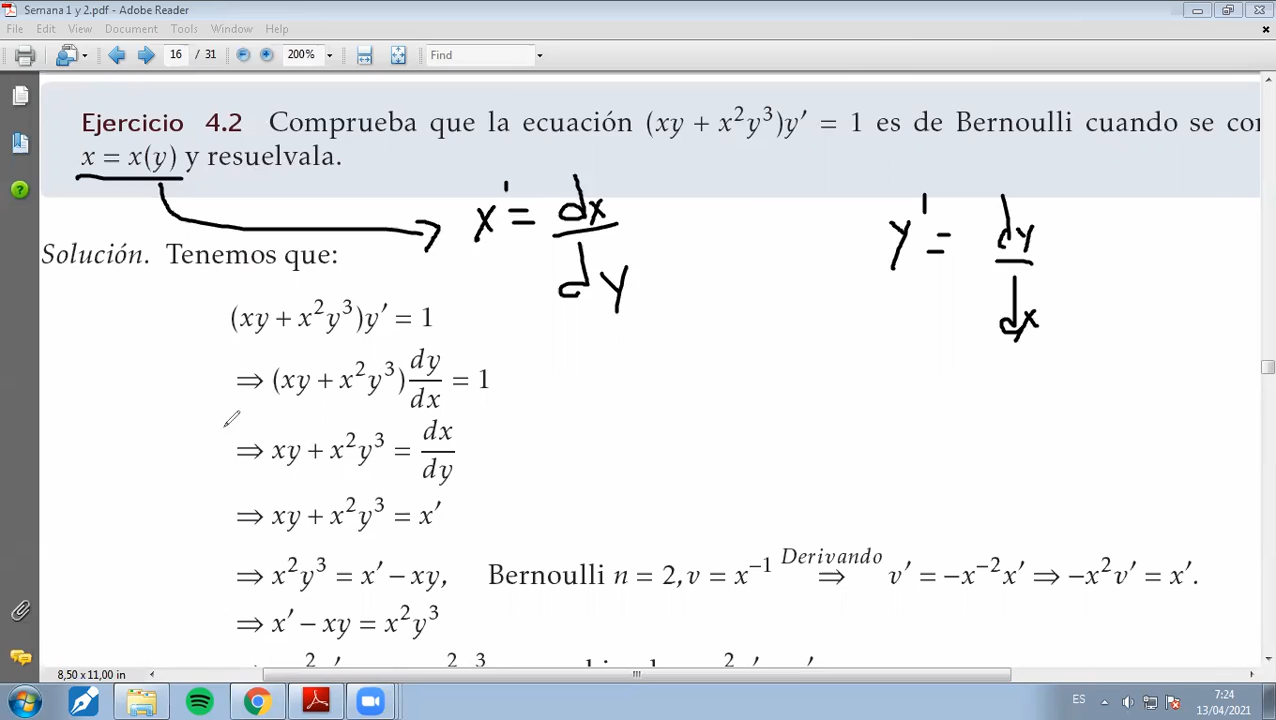 Semana 1 y 2.pdf - Adobe Reader
File Edit View Document Tools Window Help
16 / 31 200% Find
Ejercicio 4.2 Comprueba que la ecuación (xy + x²y³)y′ = 1 es de Bernoulli cuando se co
x = x(y) y resuelvala.
x' = dx/dy
y' = dy/dx
Solución. Tenemos que:
(xy + x²y³)y′ = 1
⇒ (xy + x²y³) dy/dx = 1
⇒ xy + x²y³ = dx/dy
⇒ xy + x²y³ = x′
⇒ x²y³ = x′ − xy, Bernoulli n = 2, v = x⁻¹ Derivando ⇒ v′ = −x⁻²x′ ⇒ −x²v′ = x′.
⇒ x′ − xy = x²y³
8,50 x 11,00 in
ES 7:24
13/04/2021